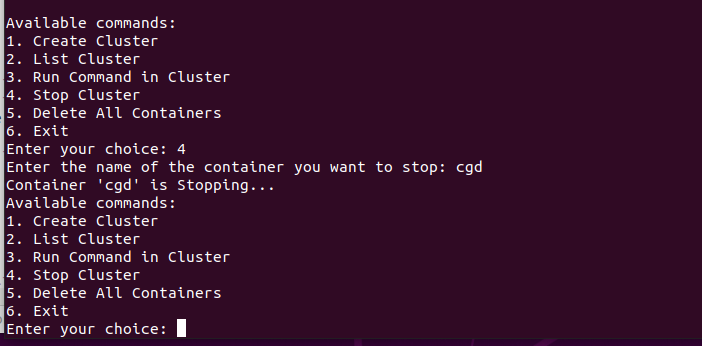 Available commands:
1. Create Cluster
2. List Cluster
3. Run Command in Cluster
4. Stop Cluster
5. Delete All Containers
6. Exit
Enter your choice: 4
Enter the name of the container you want to stop: cgd
Container 'cgd' is Stopping...
Available commands:
1. Create Cluster
2. List Cluster
3. Run Command in Cluster
4. Stop Cluster
5. Delete All Containers
6. Exit
Enter your choice: